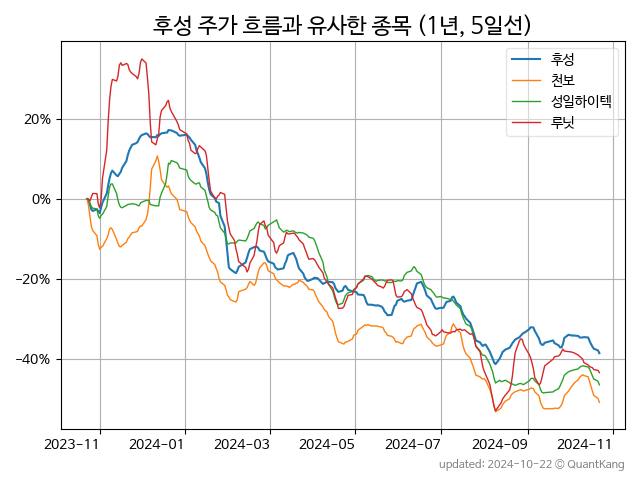 후성 주가 흐름과 유사한 종목 (1년, 5일선)
후성
천보
성일하이텍
루닛
20%
0%
−20%
−40%
2023-11 2024-01 2024-03 2024-05 2024-07 2024-09 2024-11
updated: 2024-10-22 © QuantKang